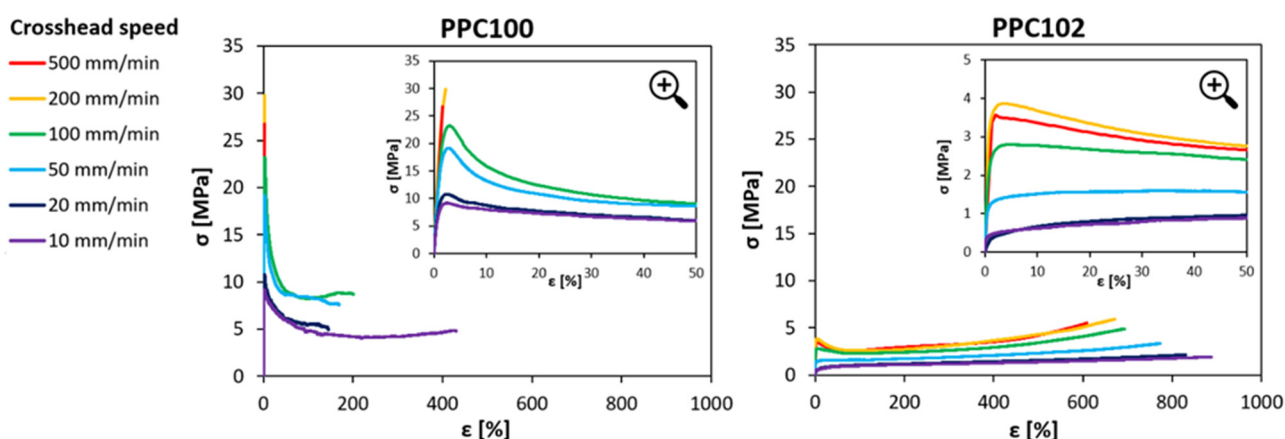 Crosshead speed
500 mm/min
200 mm/min
100 mm/min
50 mm/min
20 mm/min
10 mm/min
PPC100
σ [MPa]
35
30
25
20
15
10
5
0
0 200 400 600 800 1000
ε [%]
σ [MPa]
35
30
25
20
15
10
5
0
0 10 20 30 40 50
ε [%]
PPC102
σ [MPa]
35
30
25
20
15
10
5
0
0 200 400 600 800 1000
ε [%]
σ [MPa]
5
4
3
2
1
0
0 10 20 30 40 50
ε [%]